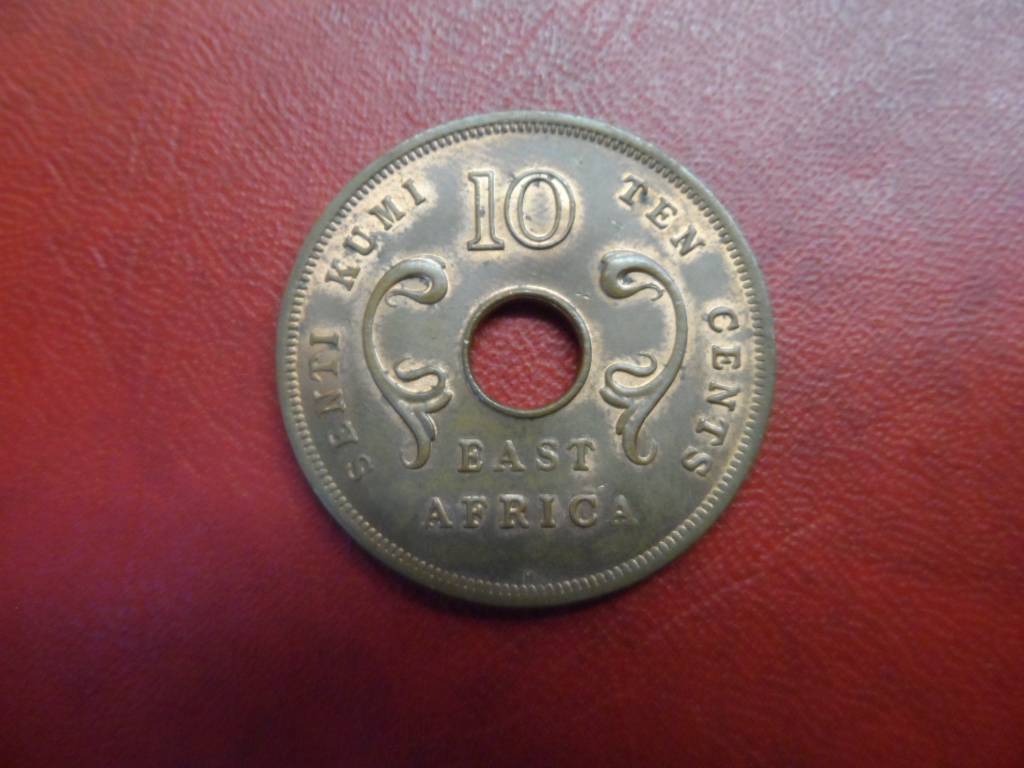 10
SENTI KUMI
TEN CENTS
EAST
AFRICA